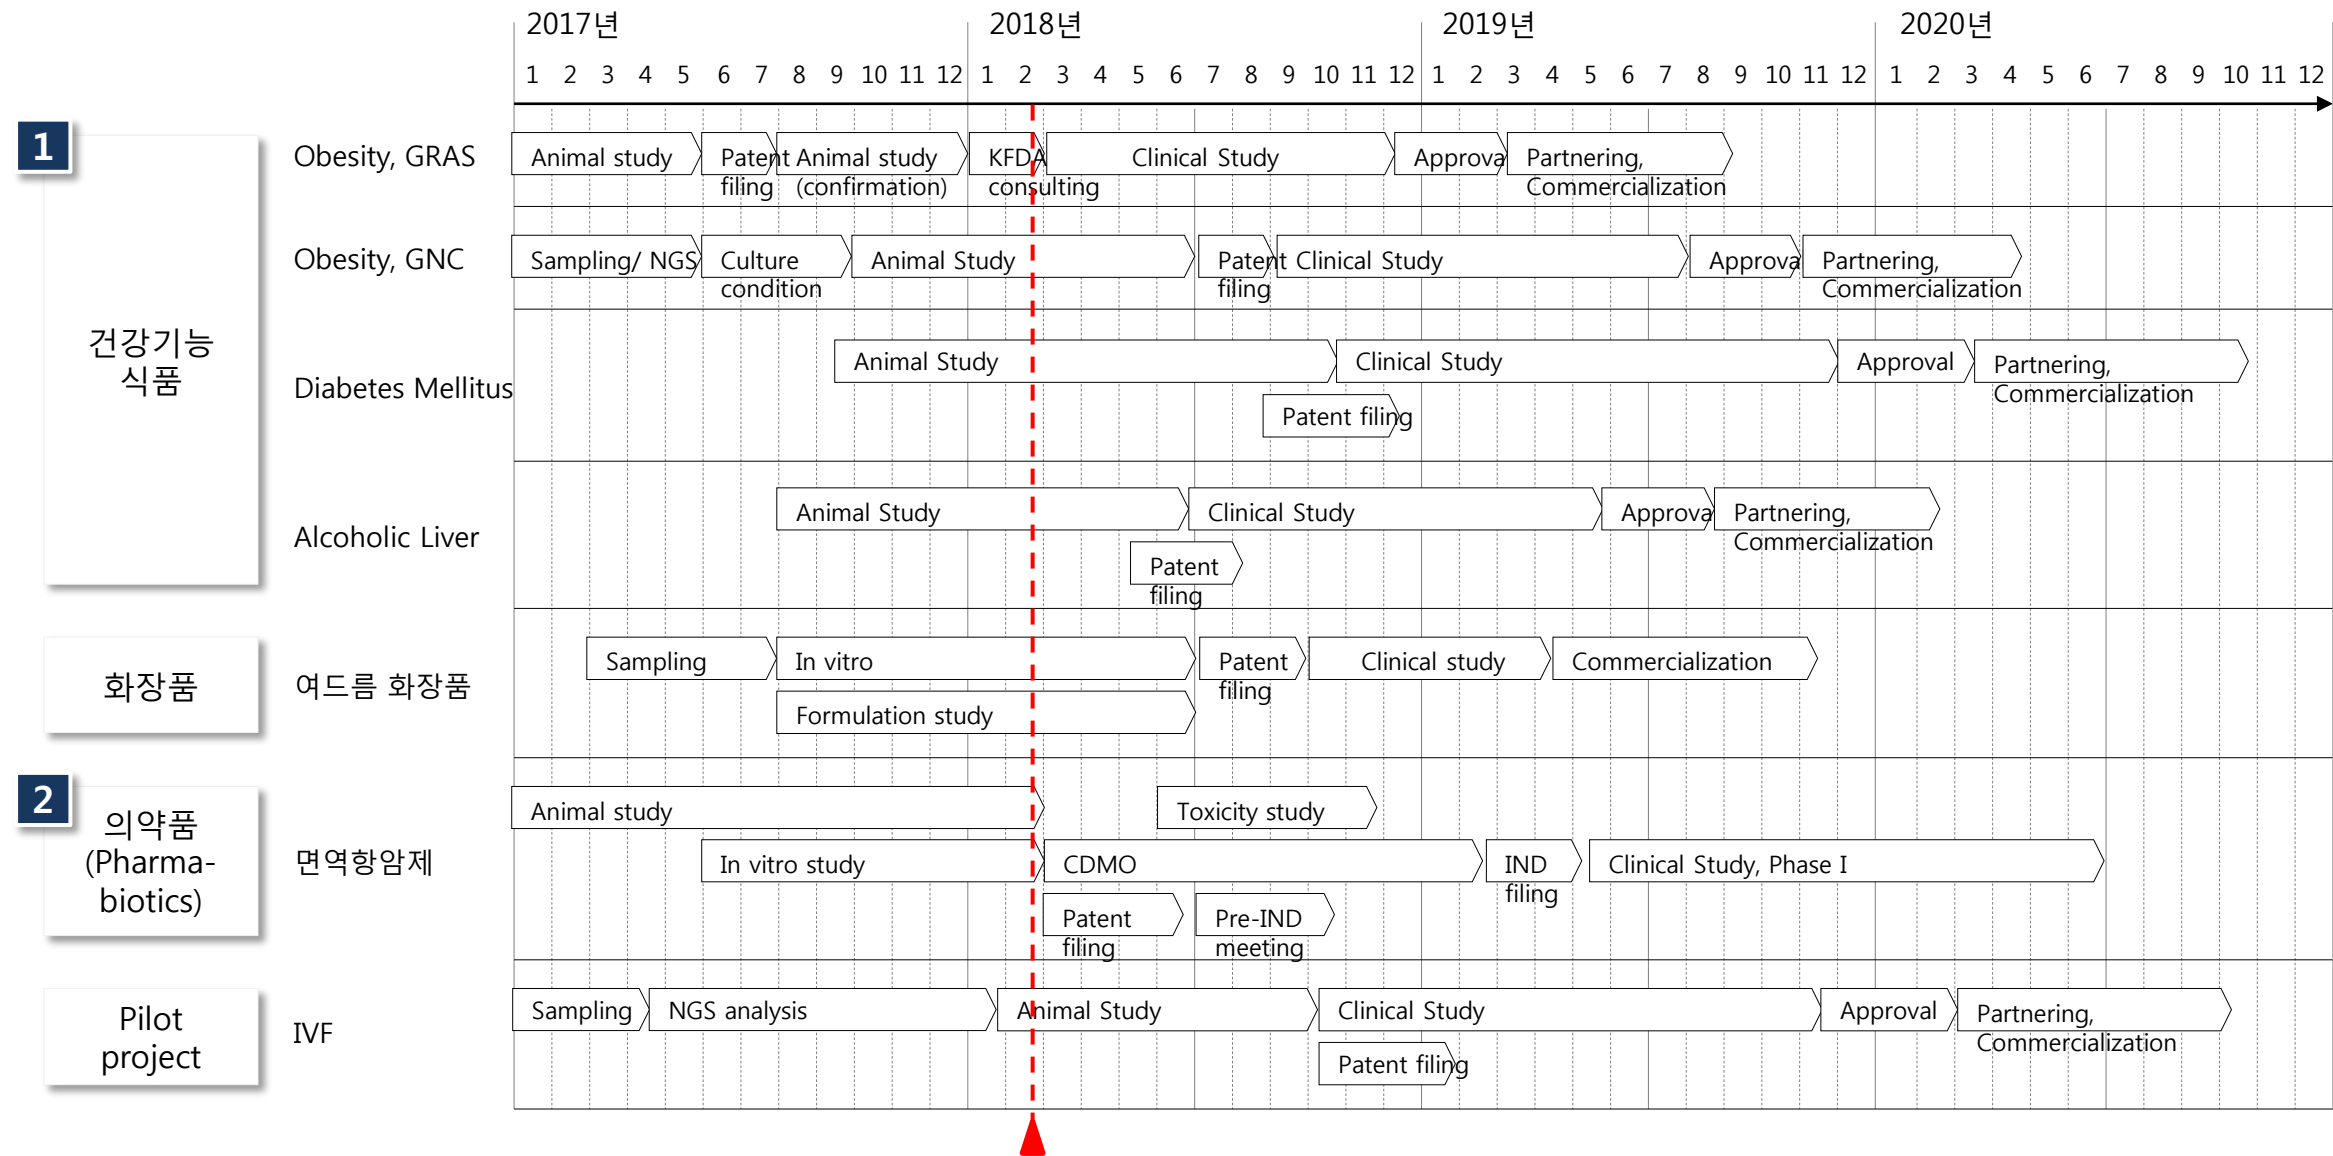 2017년 2018년 2019년 2020년
1 2 3 4 5 6 7 8 9 10 11 12 1 2 3 4 5 6 7 8 9 10 11 12 1 2 3 4 5 6 7 8 9 10 11 12 1 2 3 4 5 6 7 8 9 10 11 12
1
건강기능
식품
Obesity, GRAS
Animal study
Patent
filing
Animal study
(confirmation)
KFDA
consulting
Clinical Study
Approva
Partnering,
Commercialization
Obesity, GNC
Sampling/ NGS
Culture
condition
Animal Study
Patent
filing
Clinical Study
Approva
Partnering,
Commercialization
Diabetes Mellitus
Animal Study
Clinical Study
Approval
Partnering,
Commercialization
Patent filing
Alcoholic Liver
Animal Study
Clinical Study
Approva
Partnering,
Commercialization
Patent
filing
화장품
여드름 화장품
Sampling
In vitro
Patent
filing
Clinical study
Commercialization
Formulation study
2
의약품
(Pharma-
biotics)
면역항암제
Animal study
Toxicity study
In vitro study
CDMO
IND
filing
Clinical Study, Phase I
Patent
filing
Pre-IND
meeting
Pilot
project
IVF
Sampling
NGS analysis
Animal Study
Clinical Study
Approval
Partnering,
Commercialization
Patent filing